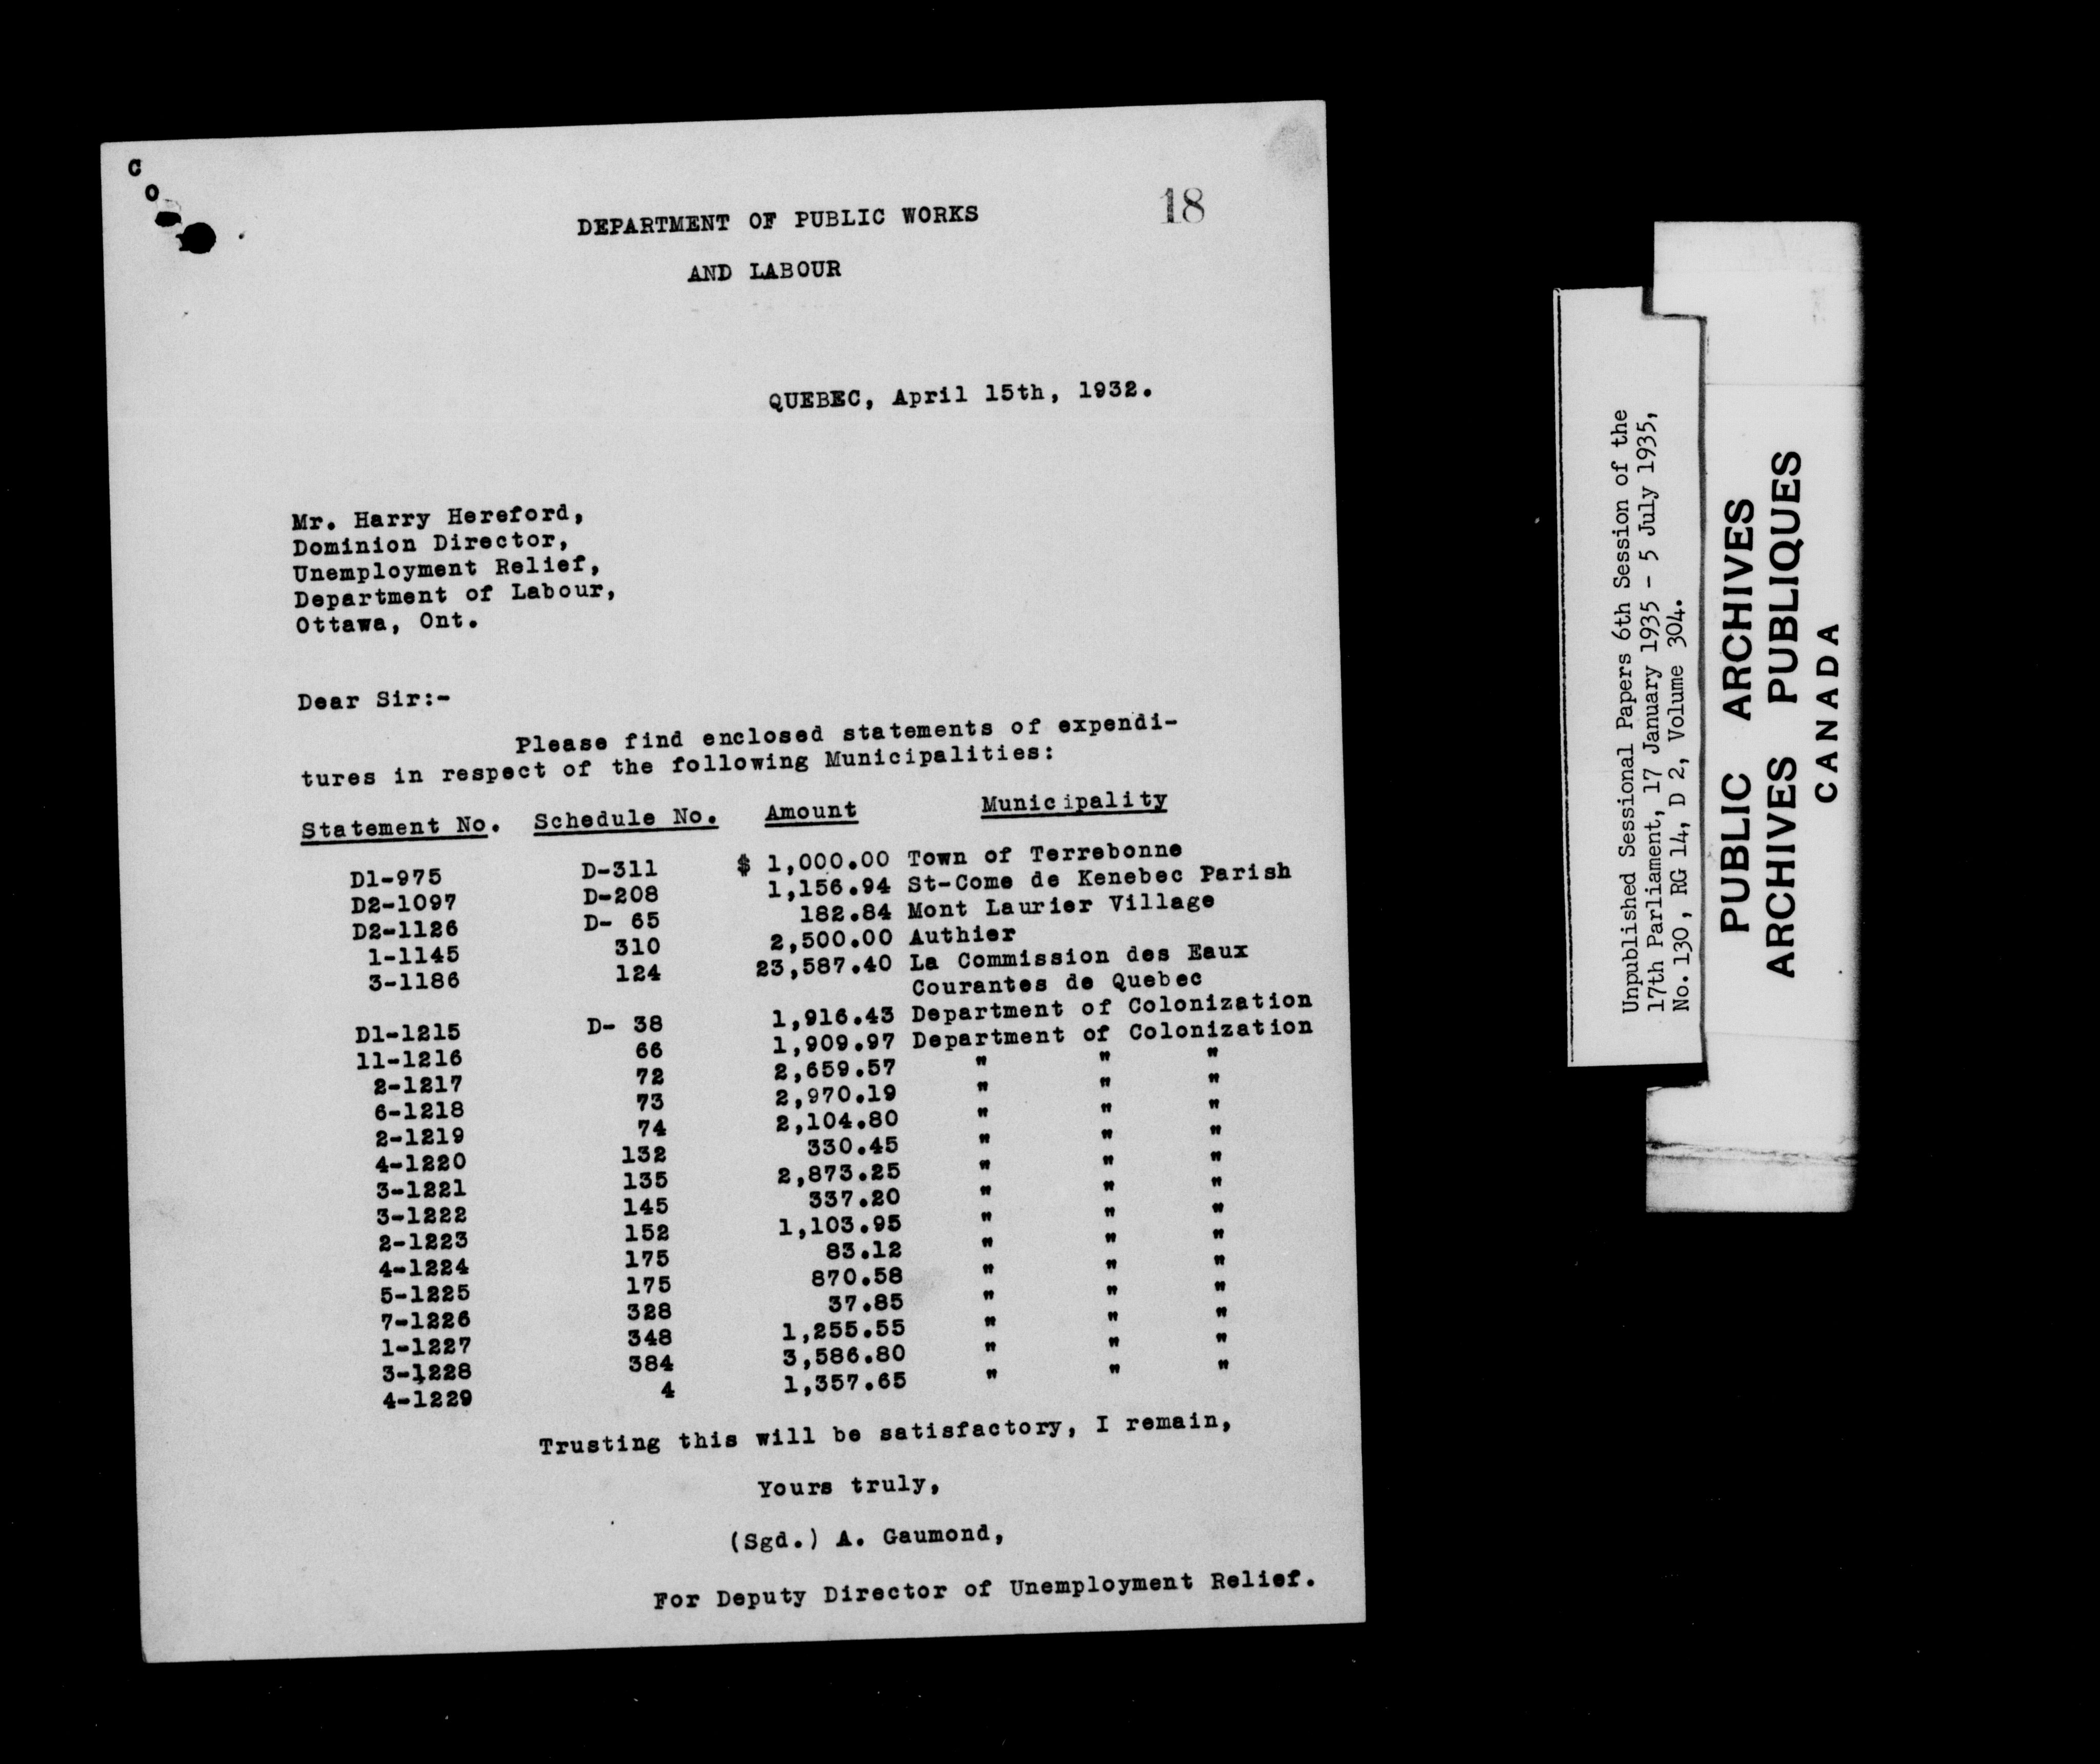 C
O
18
DEPARTMENT OF PUBLIC WORKS
AND LABOUR
QUEBEC, April 15th, 1932.
Mr. Harry Hereford,
Dominion Director,
Unemployment Relief,
Department of Labour,
Ottawa, Ont.
Dear Sir:-
Please find enclosed statements of expendi-
tures in respect of the following Municipalities:
Statement No. Schedule No. Amount Municipality
D1-975 D-311 $ 1,000.00 Town of Terrebonne
D2-1097 D-208 1,156.94 St-Come de Kenebec Parish
D2-1126 D- 65 182.84 Mont Laurier Village
1-1145 310 2,500.00 Authier
3-1186 124 23,587.40 La Commission des Eaux
Courantes de Quebec
D1-1215 D- 38 1,916.43 Department of Colonization
11-1216 66 1,909.97 Department of Colonization
2-1217 72 2,659.57 " " "
6-1218 73 2,970.19 " " "
2-1219 74 2,104.80 " " "
4-1220 132 330.45 " " "
3-1221 135 2,873.25 " " "
3-1222 145 337.20 " " "
2-1223 152 1,103.95 " " "
4-1224 175 83.12 " " "
5-1225 175 870.58 " " "
7-1226 328 37.85 " " "
1-1227 348 1,255.55 " " "
3-1228 384 3,586.80 " " "
4-1229 4 1,357.65 " " "
Trusting this will be satisfactory, I remain,
Yours truly,
(Sgd.) A. Gaumond,
For Deputy Director of Unemployment Relief.
Unpublished Sessional Papers 6th Session of the
17th Parliament, 17 January 1935 - 5 July 1935,
No. 130, RG 14, D 2, Volume 304.
PUBLIC ARCHIVES
ARCHIVES PUBLIQUES
CANADA